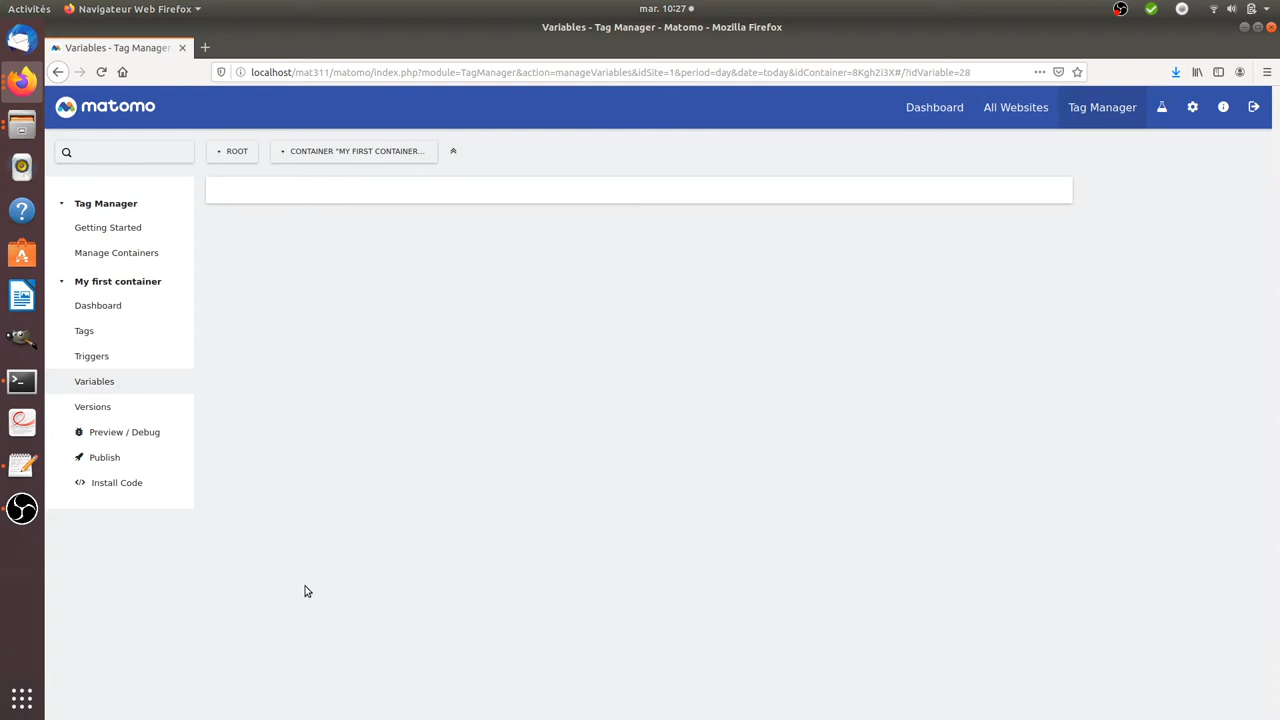 Activités
Navigateur Web Firefox
mar. 10:27
Variables - Tag Manager - Matomo - Mozilla Firefox
Variables - Tag Manager
localhost/mat311/matomo/index.php?module=TagManager&action=manageVariables&idSite=1&period=day&date=today&idContainer=8Kgh2i3X#/?idVariable=28
matomo
Dashboard
All Websites
Tag Manager
ROOT
CONTAINER "MY FIRST CONTAINER...
Tag Manager
Getting Started
Manage Containers
My first container
Dashboard
Tags
Triggers
Variables
Versions
Preview / Debug
Publish
Install Code